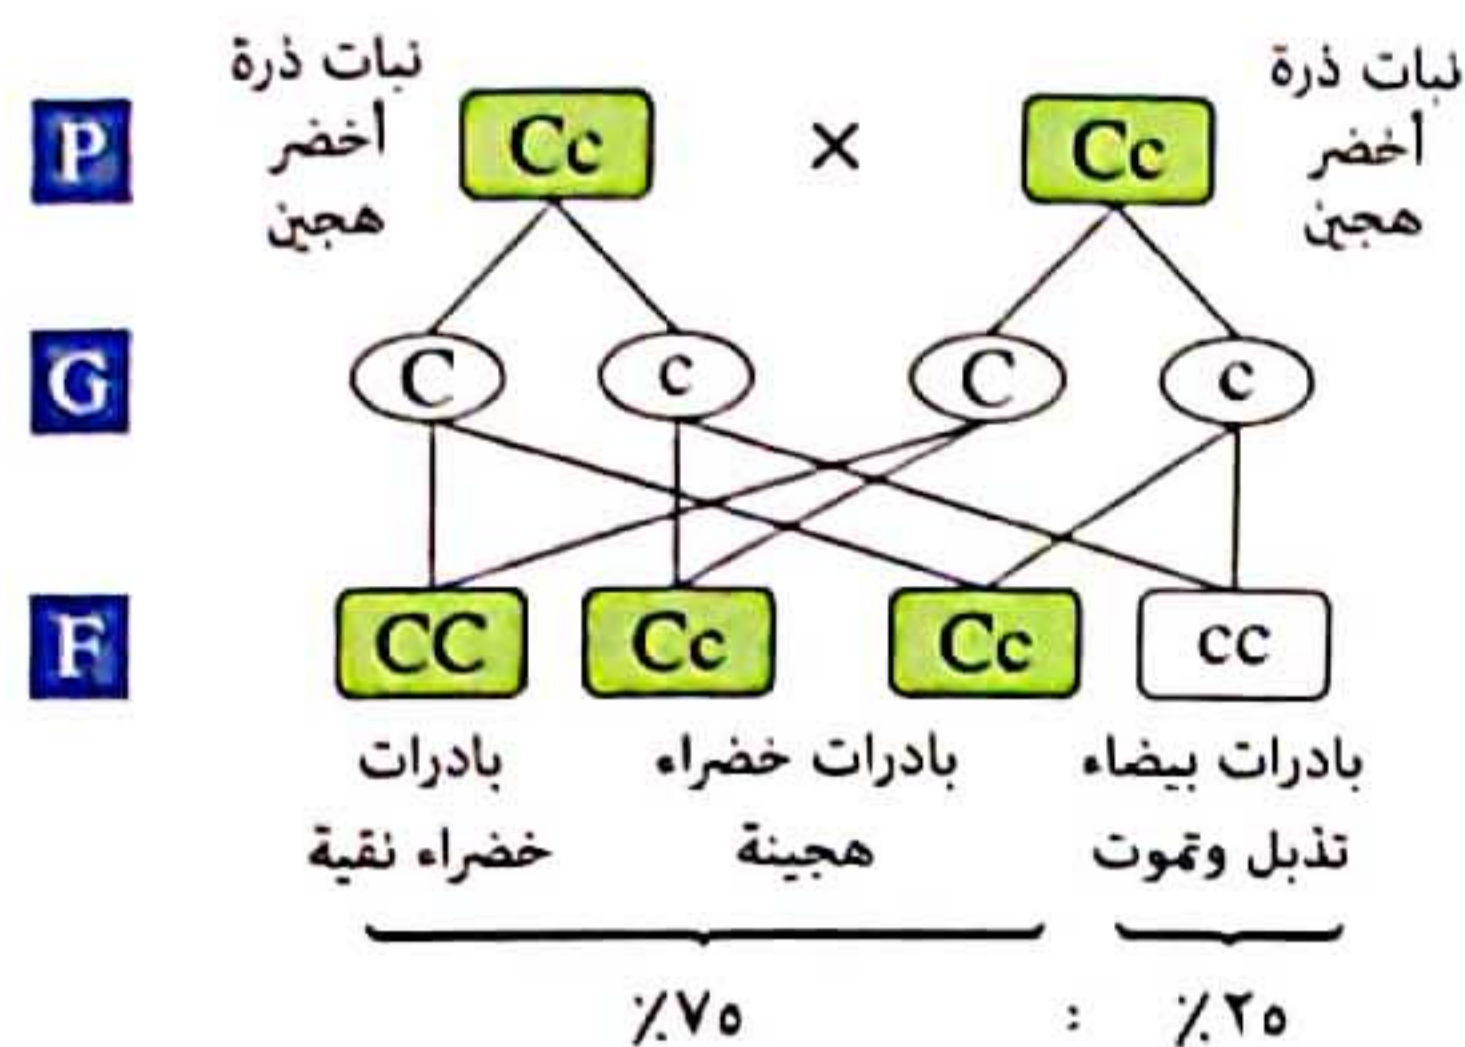 P
نبات ذرة
أخضر
هجين
Cc
×
Cc
نبات ذرة
أخضر
هجين
G
C
c
C
c
F
CC
Cc
Cc
cc
بادرات
خضراء نقية
بادرات خضراء
هجينة
بادرات بيضاء
تذبل وتموت
٪٧٥
:
٪٢٥